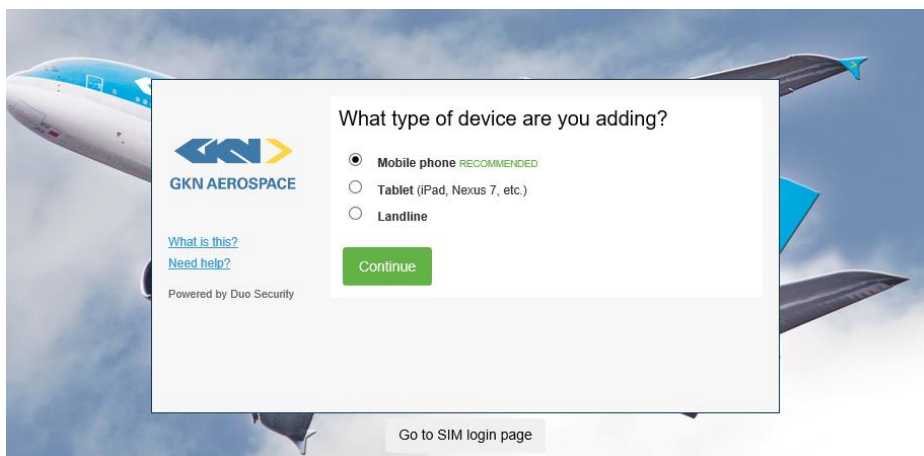 What type of device are you adding?
GKN
GKN AEROSPACE
Mobile phone RECOMMENDED
Tablet (iPad, Nexus 7, etc.)
Landline
What is this?
Need help?
Continue
Powered by Duo Security
Go to SIM login page